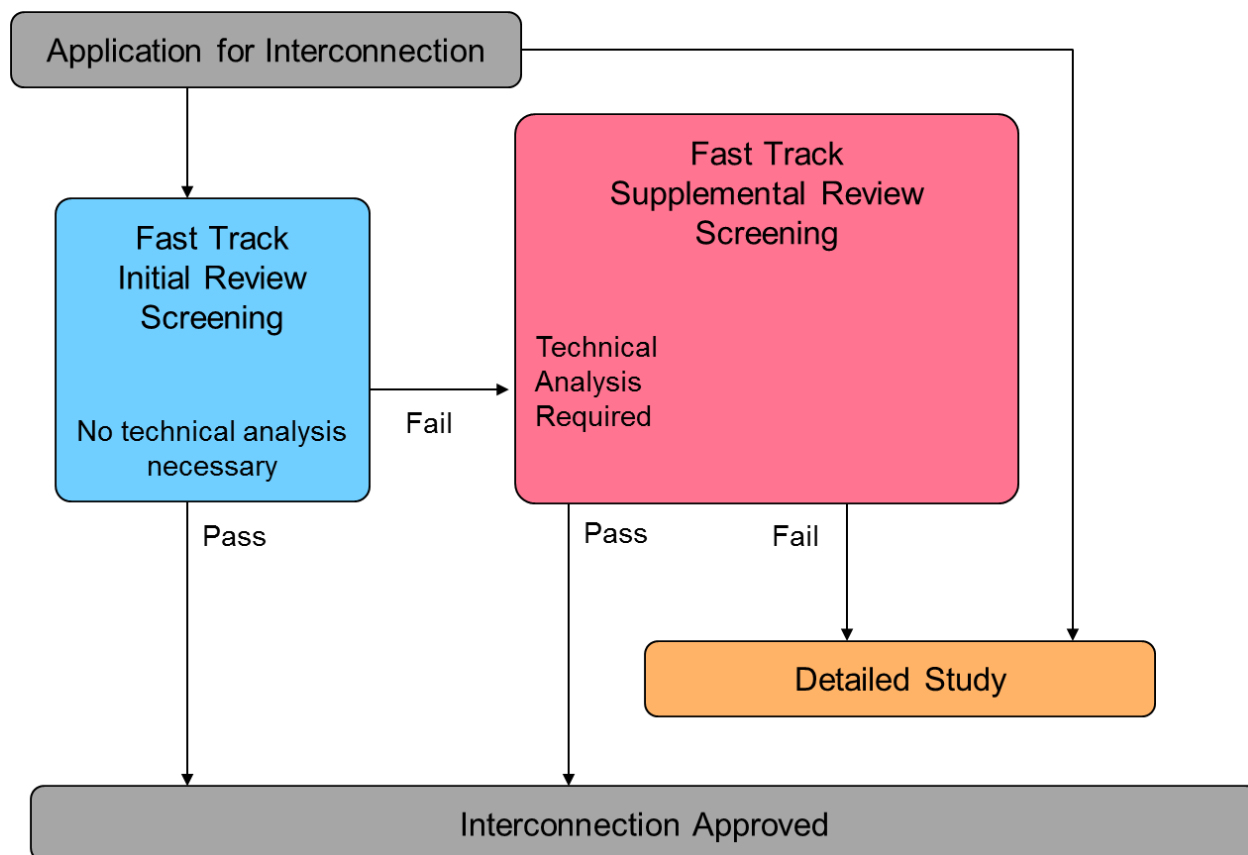 Application for Interconnection
Fast Track
Initial Review
Screening
No technical analysis
necessary
Fail
Pass
Fast Track
Supplemental Review
Screening
Technical
Analysis
Required
Pass
Fail
Detailed Study
Interconnection Approved